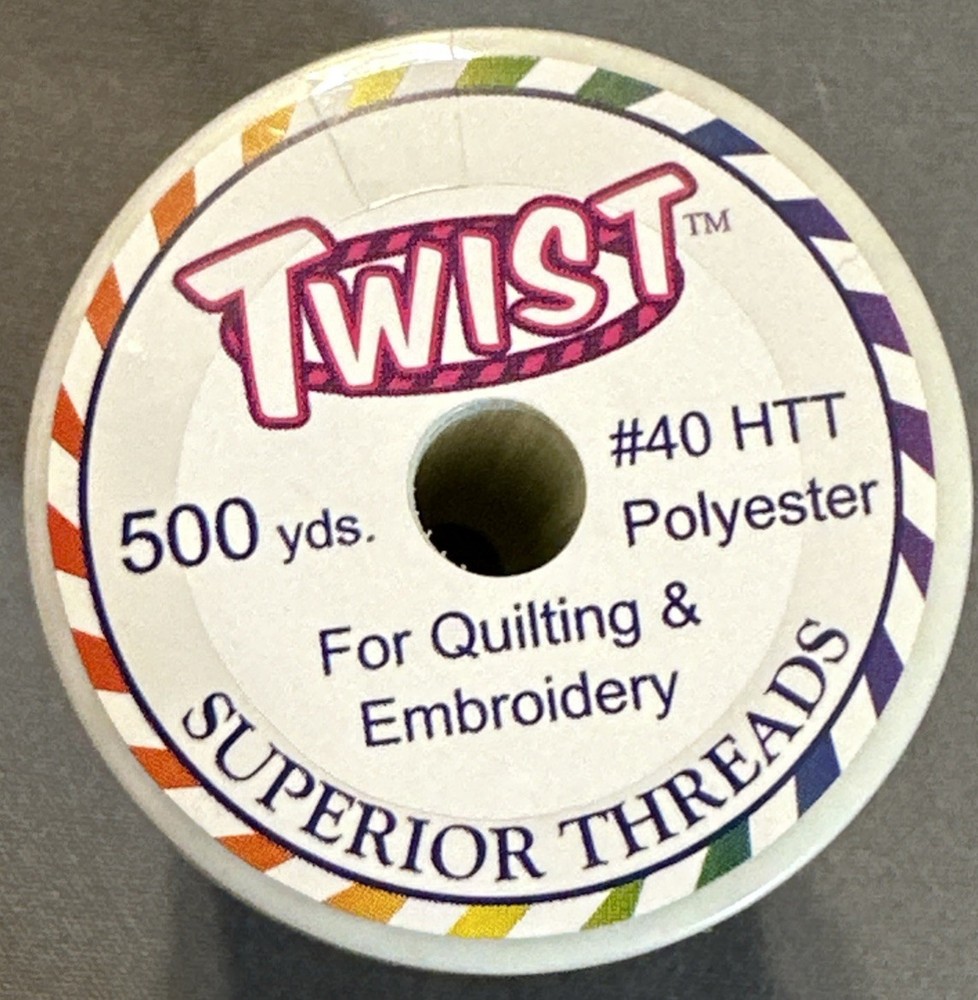 TWIST™
#40 HTT
500 yds.
Polyester
For Quilting &
Embroidery
SUPERIOR THREADS